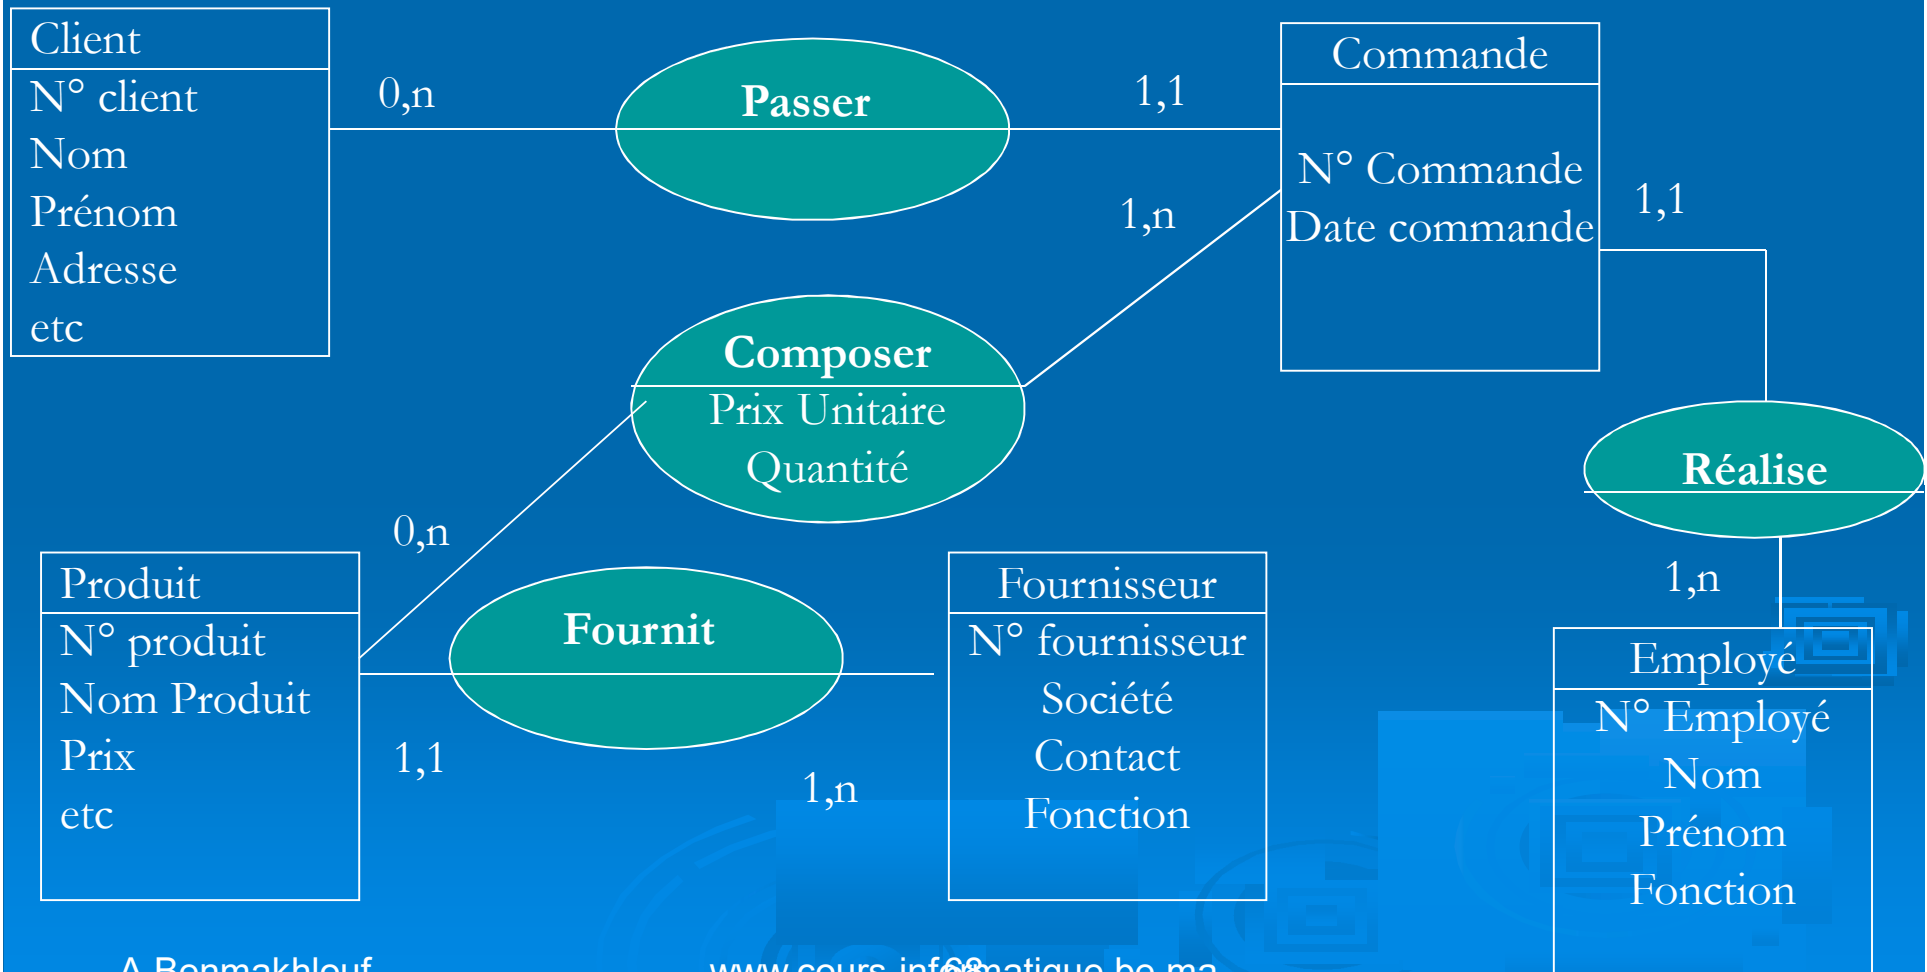 Client
N° client
Nom
Prénom
Adresse
etc
0,n
Passer
1,1
Commande
N° Commande
Date commande
1,1
1,n
Composer
Prix Unitaire
Quantité
0,n
Réalise
1,n
Produit
N° produit
Nom Produit
Prix
etc
Fournit
1,1
1,n
Fournisseur
N° fournisseur
Société
Contact
Fonction
Employé
N° Employé
Nom
Prénom
Fonction
A.Benmakhlouf
68